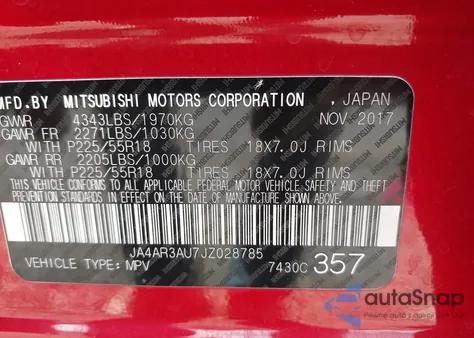 MFD.BY MITSUBISHI MOTORS CORPORATION , JAPAN
GVWR 4343LBS/1970KG NOV.2017
GAWR FR 2271LBS/1030KG
WITH P225/55R18 TIRES 18X7.0J RIMS
GAWR RR 2205LBS/1000KG
WITH P225/55R18 TIRES 18X7.0J RIMS
THIS VEHICLE CONFORMS TO ALL APPLICABLE
FEDERAL MOTOR VEHICLE SAFETY, BUMPER, AND THEFT
PREVENTION STANDARDS IN EFFECT ON THE DATE
OF MANUFACTURE SHOWN ABOVE.
JA4AR3AU7JZ028785
VEHICLE TYPE:MPV 7430C 357
autoSnap